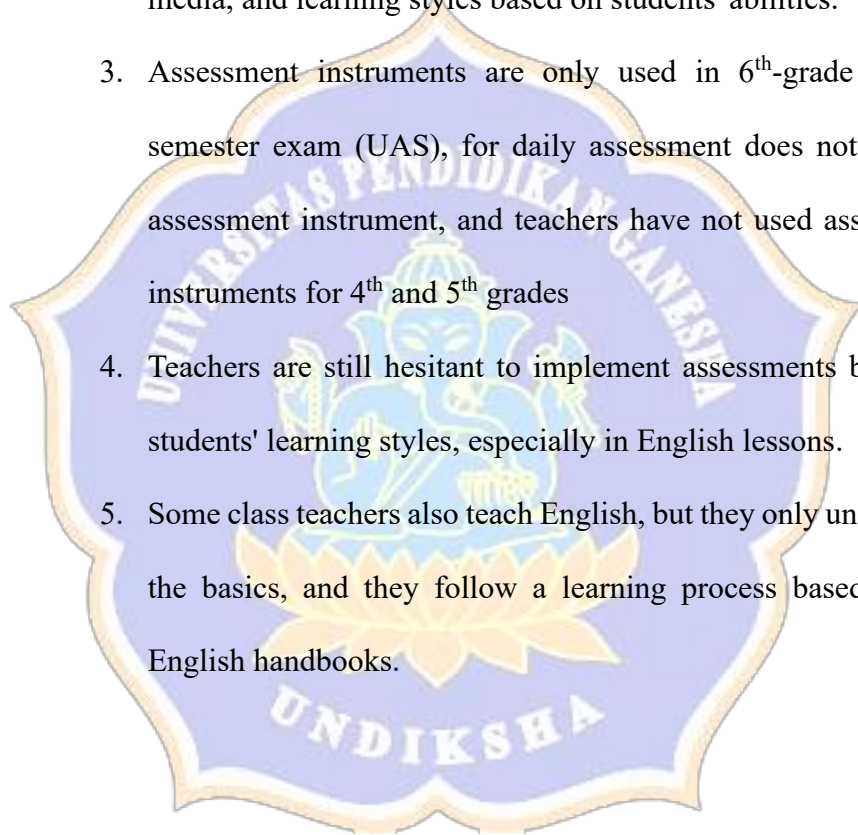 media, and learning styles based on students' abilities.
3. Assessment instruments are only used in 6th-grade
semester exam (UAS), for daily assessment does not
assessment instrument, and teachers have not used
instruments for 4th and 5th grades
4. Teachers are still hesitant to implement assessments
students' learning styles, especially in English lessons.
5. Some class teachers also teach English, but they only
the basics, and they follow a learning process based
English handbooks.
UNIVERSITAS PENDIDIKAN GANESHA
UNDIKSHA